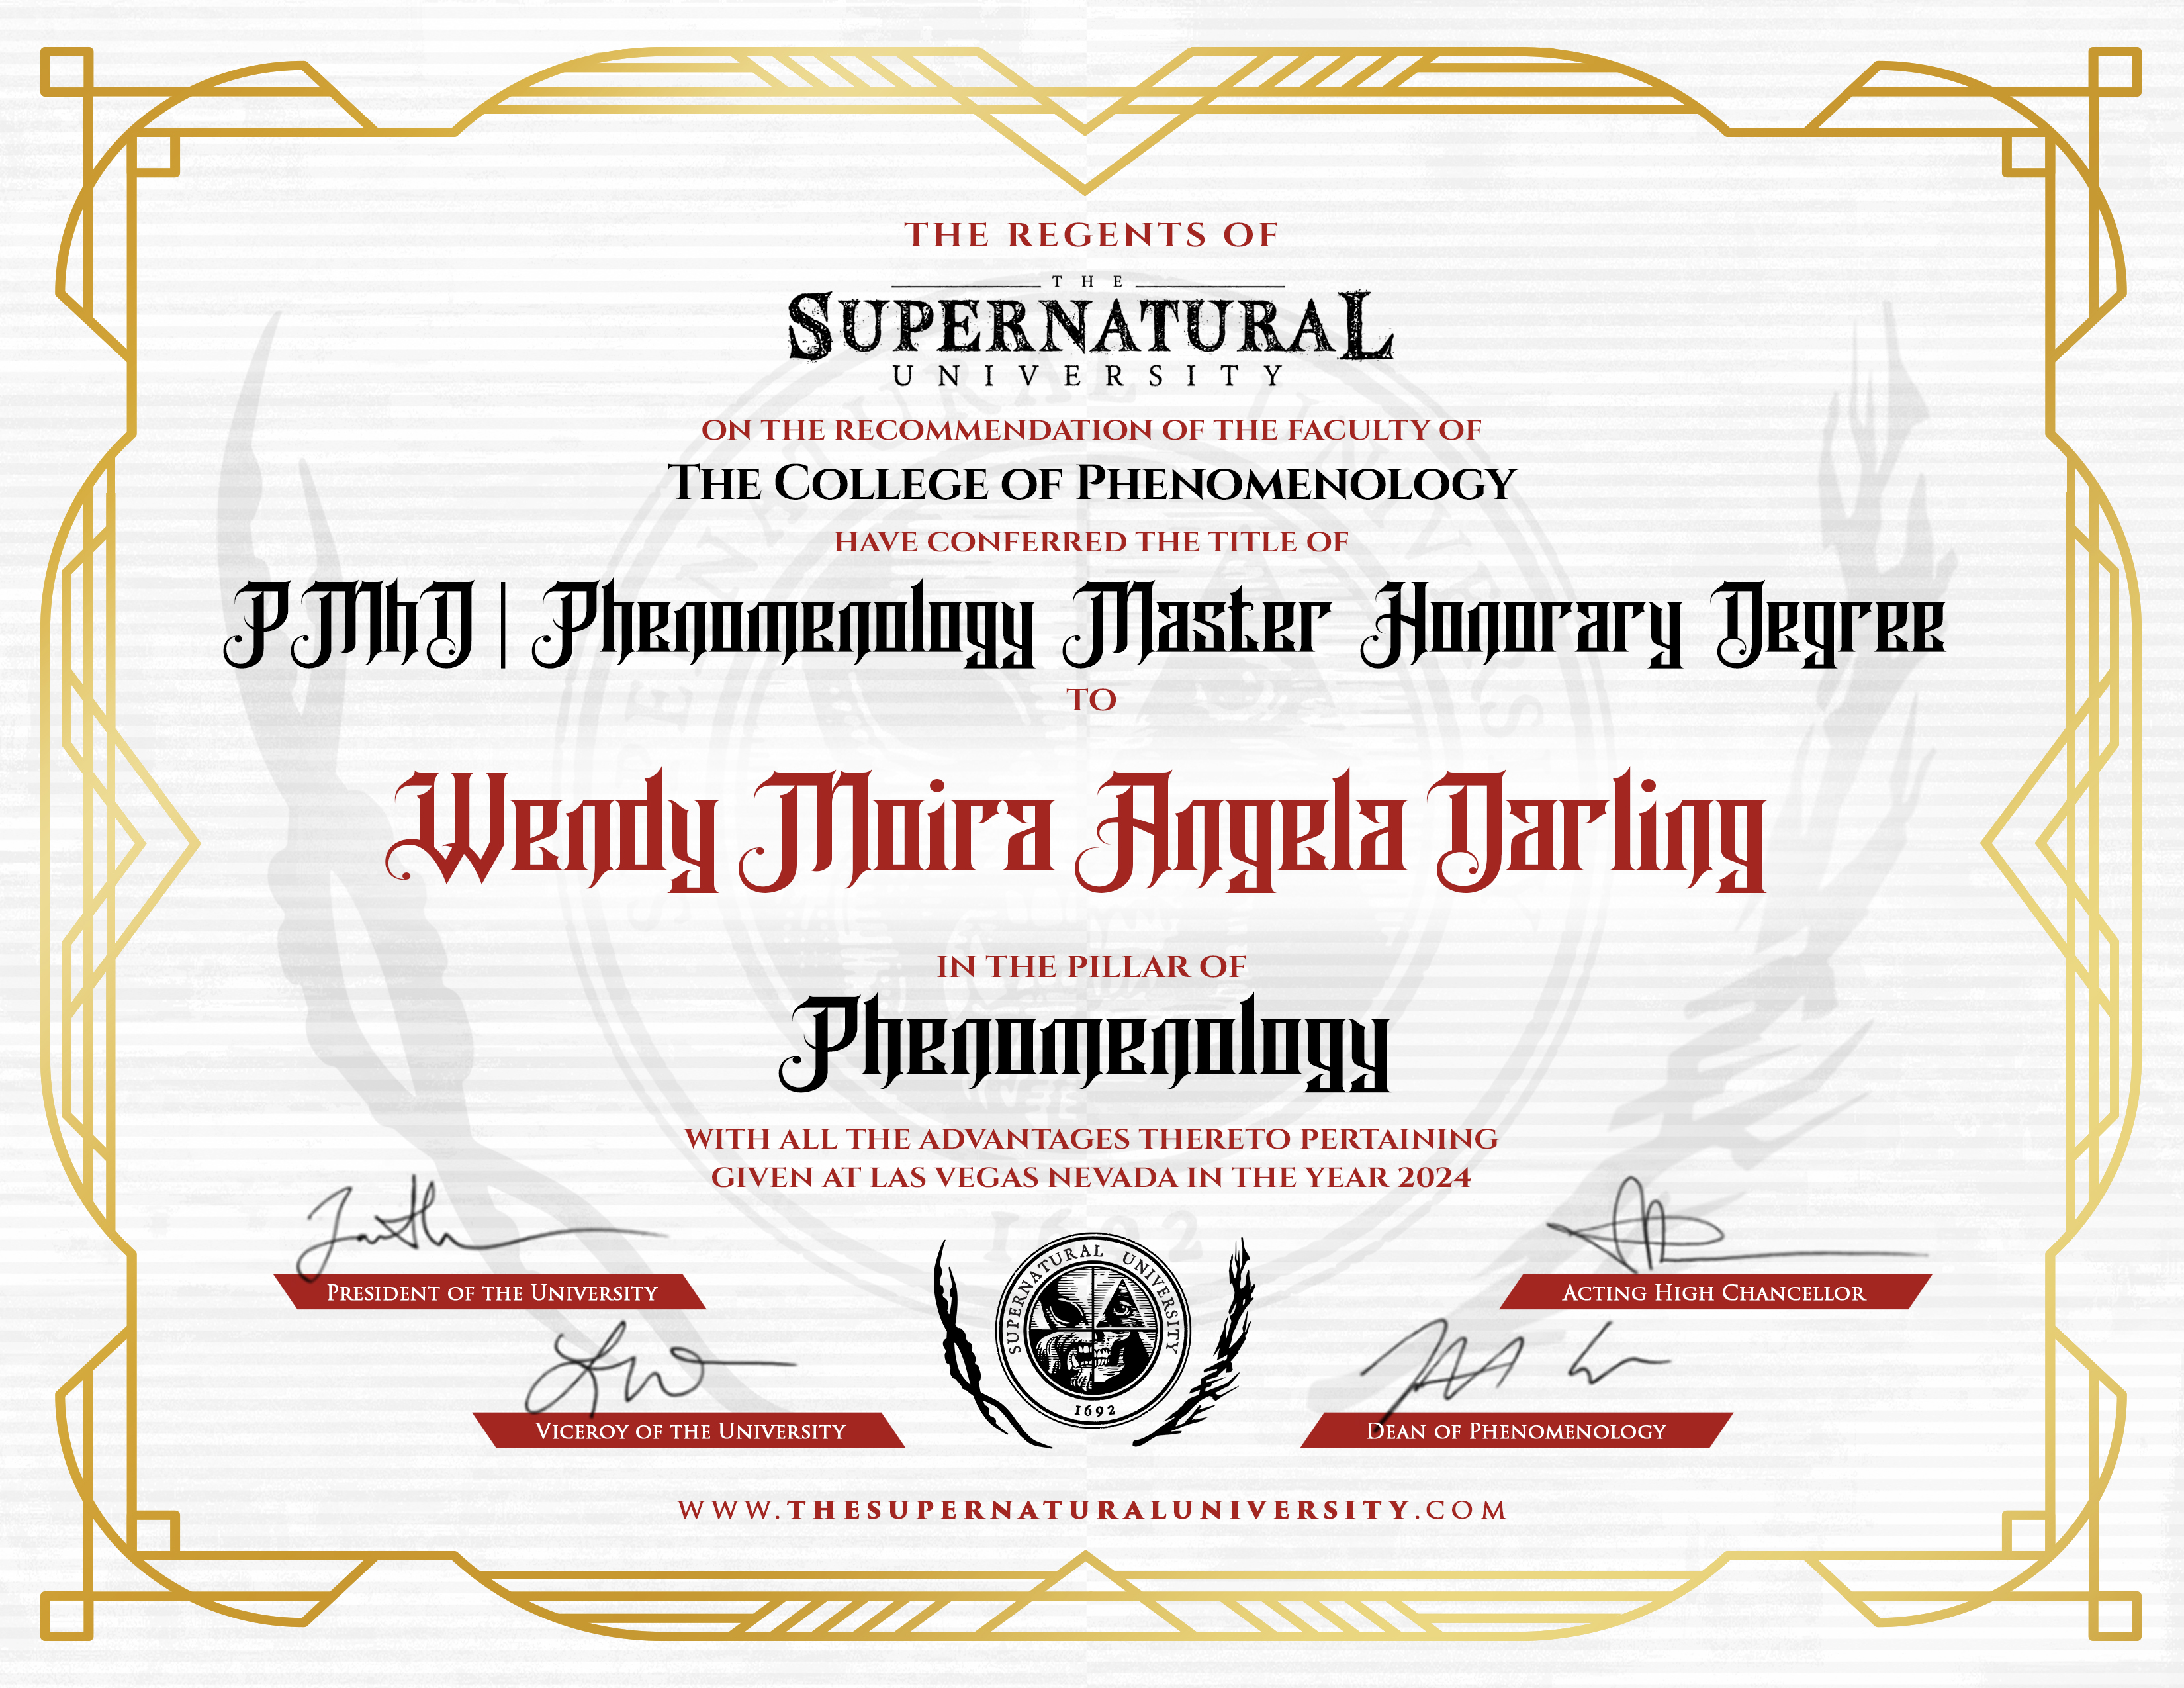 THE REGENTS OF
THE
SUPERNATURAL
UNIVERSITY
ON THE RECOMMENDATION OF THE FACULTY OF
THE COLLEGE OF PHENOMENOLOGY
HAVE CONFERRED THE TITLE OF
PMhD | Phenomenology Master Honorary Degree
TO
Wendy Moira Angela Darling
IN THE PILLAR OF
Phenomenology
WITH ALL THE ADVANTAGES THERETO PERTAINING
GIVEN AT LAS VEGAS NEVADA IN THE YEAR 2024
PRESIDENT OF THE UNIVERSITY
ACTING HIGH CHANCELLOR
SUPERNATURAL UNIVERSITY
1692
VICEROY OF THE UNIVERSITY
DEAN OF PHENOMENOLOGY
WWW.THESUPERNATURALUNIVERSITY.COM